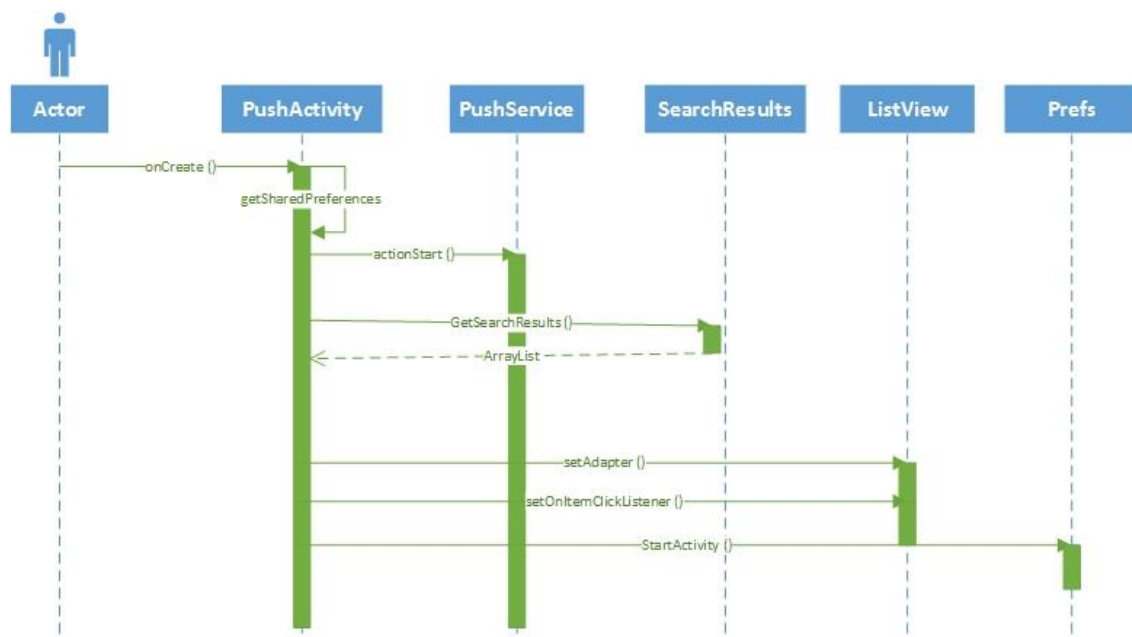 Actor
PushActivity
PushService
SearchResults
ListView
Prefs
onCreate ()
getSharedPreferences
actionStart ()
GetSearchResults ()
ArrayList
setAdapter ()
setOnItemClickListener ()
StartActivity ()